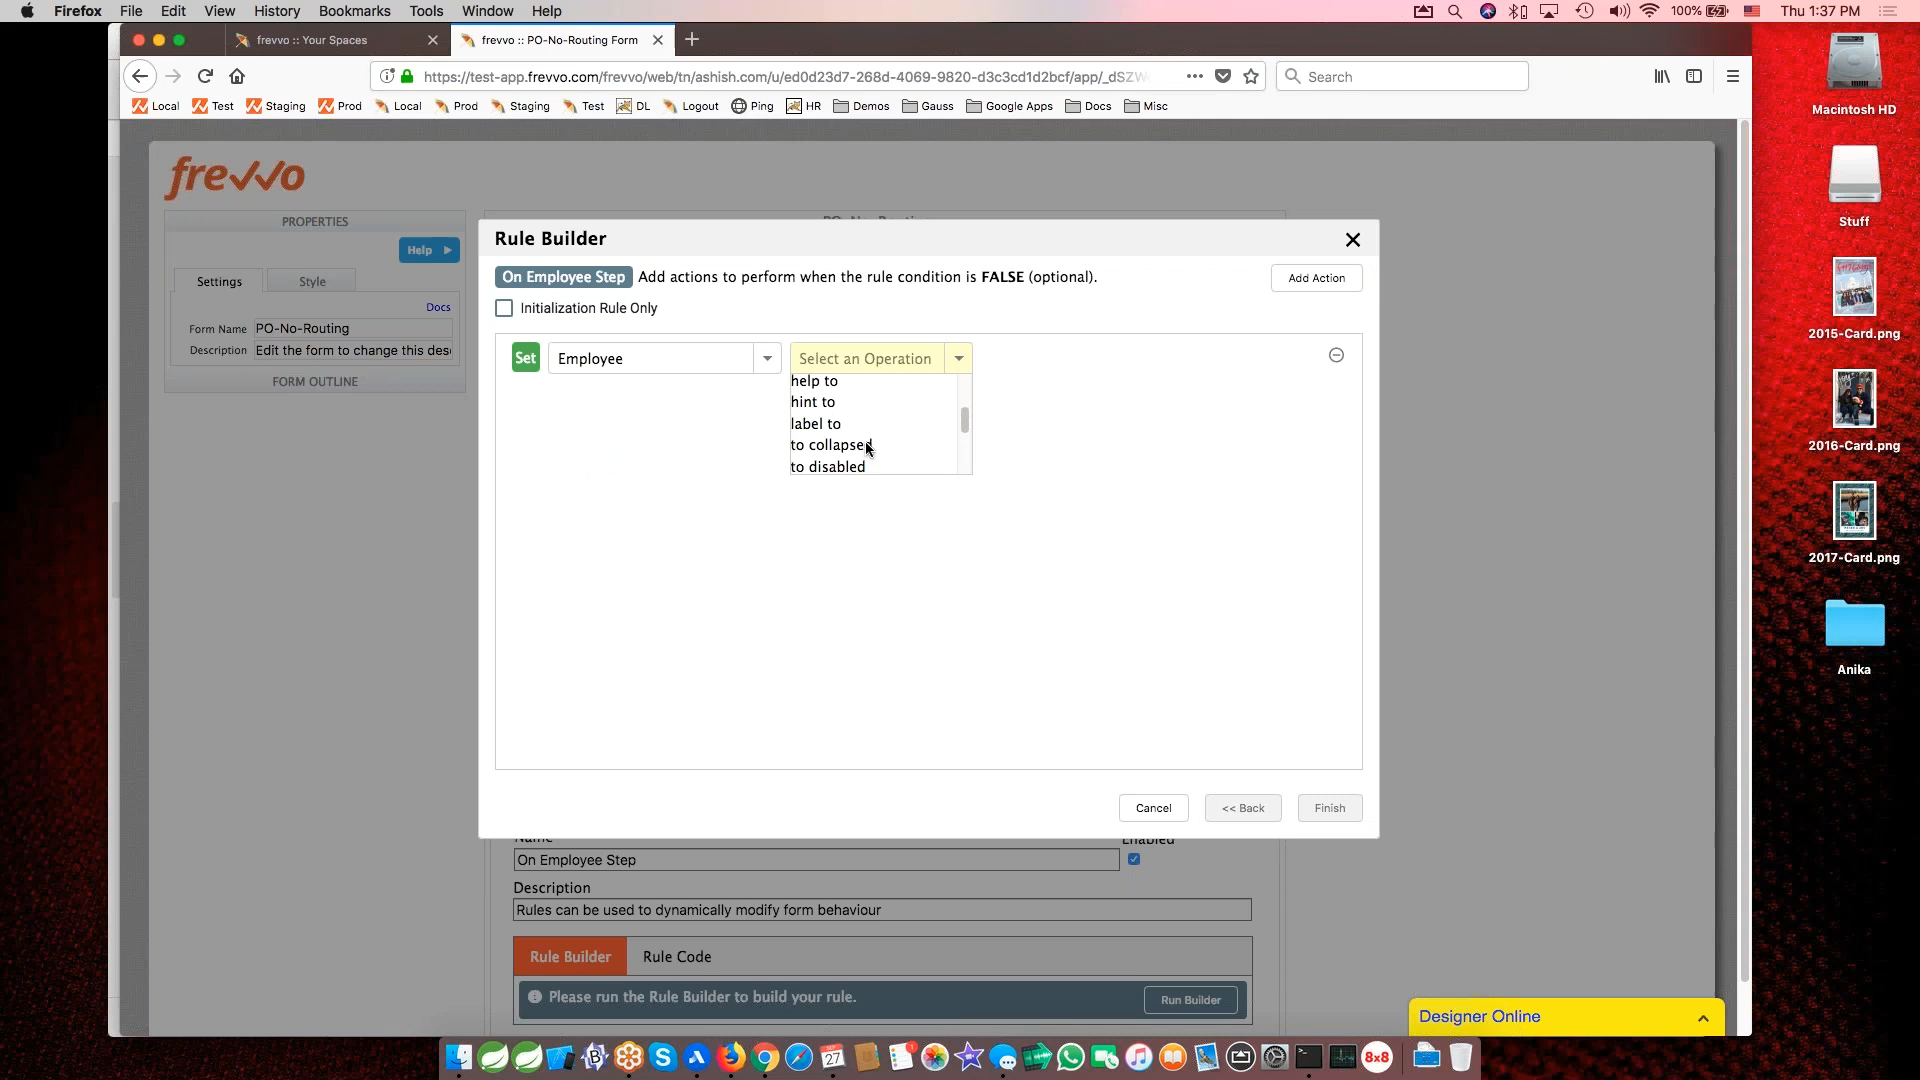 Firefox File Edit View History Bookmarks Tools Window Help 100% Thu 1:37 PM
frevvo :: Your Spaces frevvo :: PO-No-Routing Form
https://test-app.frevvo.com/frevvo/web/tn/ashish.com/u/ed0d23d7-268d-4069-9820-d3c3cd1d2bcf/app/_dSZW Search
Local Test Staging Prod Local Prod Staging Test DL Logout Ping HR Demos Gauss Google Apps Docs Misc
frevvo
PROPERTIES
Help
Settings Style
Docs
Form Name PO-No-Routing
Description Edit the form to change this des
FORM OUTLINE
Rule Builder
On Employee Step Add actions to perform when the rule condition is FALSE (optional). Add Action
Initialization Rule Only
Set Employee Select an Operation
help to
hint to
label to
to collapsed
to disabled
Cancel << Back Finish
Name Enabled
On Employee Step
Description
Rules can be used to dynamically modify form behaviour
Rule Builder Rule Code
Please run the Rule Builder to build your rule. Run Builder
Designer Online
Macintosh HD
Stuff
2015-Card.png
2016-Card.png
2017-Card.png
Anika
27
1
8x8